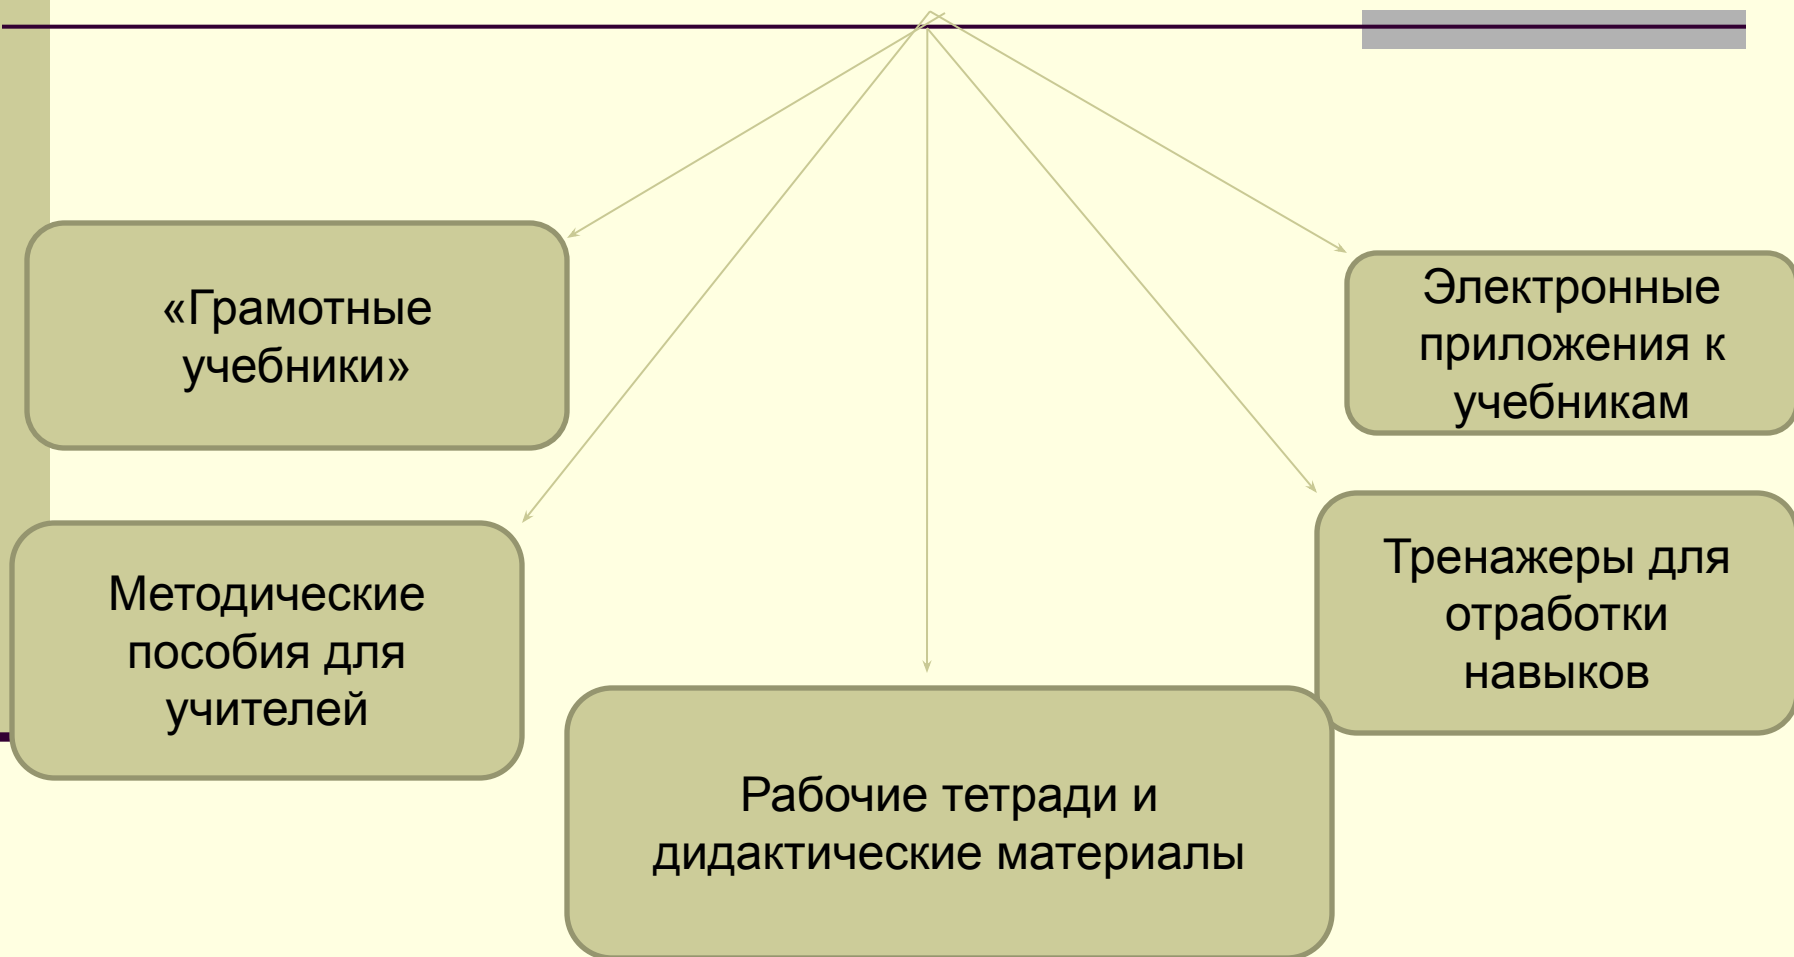 «Грамотные
учебники»
Электронные
приложения к
учебникам
Методические
пособия для
учителей
Тренажеры для
отработки
навыков
Рабочие тетради и
дидактические материалы